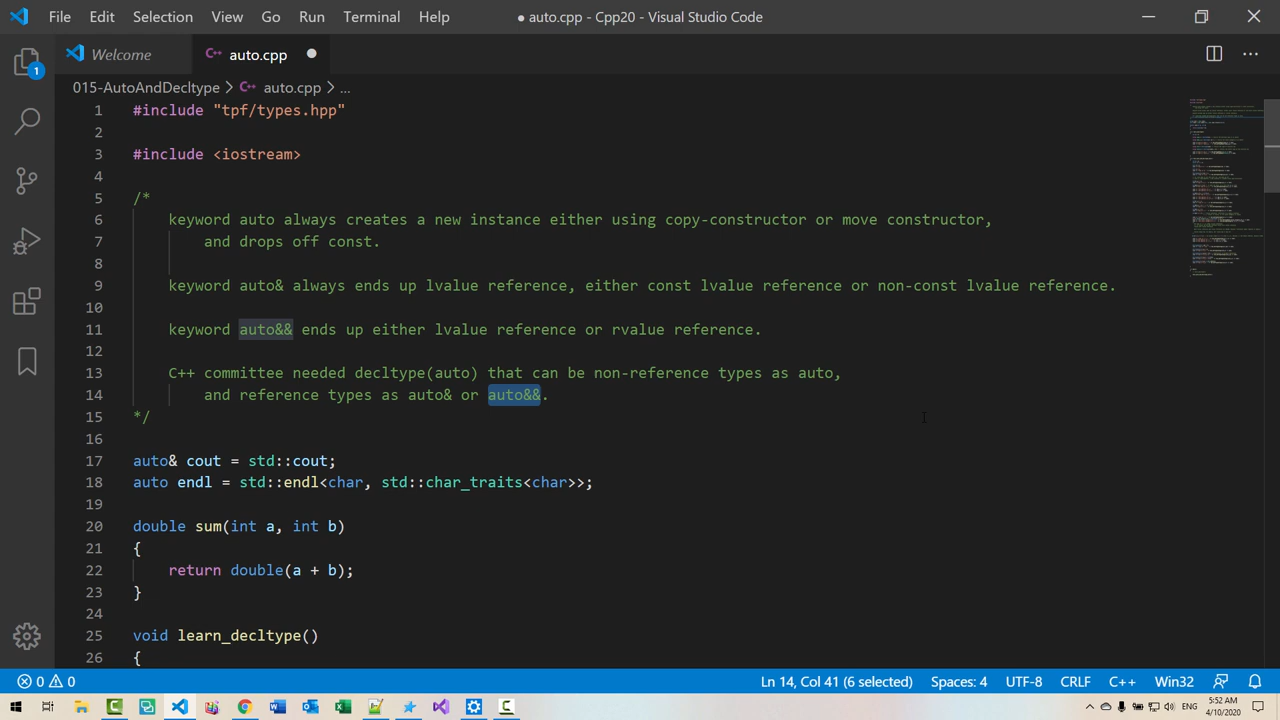 File Edit Selection View Go Run Terminal Help ● auto.cpp - Cpp20 - Visual Studio Code
Welcome auto.cpp
015-AutoAndDecltype > auto.cpp > ...
1 #include "tpf/types.hpp"
2
3 #include <iostream>
4
5 /*
6 keyword auto always creates a new instance either using copy-constructor or move constructor,
7 and drops off const.
8
9 keyword auto& always ends up lvalue reference, either const lvalue reference or non-const lvalue reference.
10
11 keyword auto&& ends up either lvalue reference or rvalue reference.
12
13 C++ committee needed decltype(auto) that can be non-reference types as auto,
14 and reference types as auto& or auto&&.
15 */
16
17 auto& cout = std::cout;
18 auto endl = std::endl<char, std::char_traits<char>>;
19
20 double sum(int a, int b)
21 {
22 return double(a + b);
23 }
24
25 void learn_decltype()
26 {
1
0 0 Ln 14, Col 41 (6 selected) Spaces: 4 UTF-8 CRLF C++ Win32
ENG 5:52 AM
4/10/2020